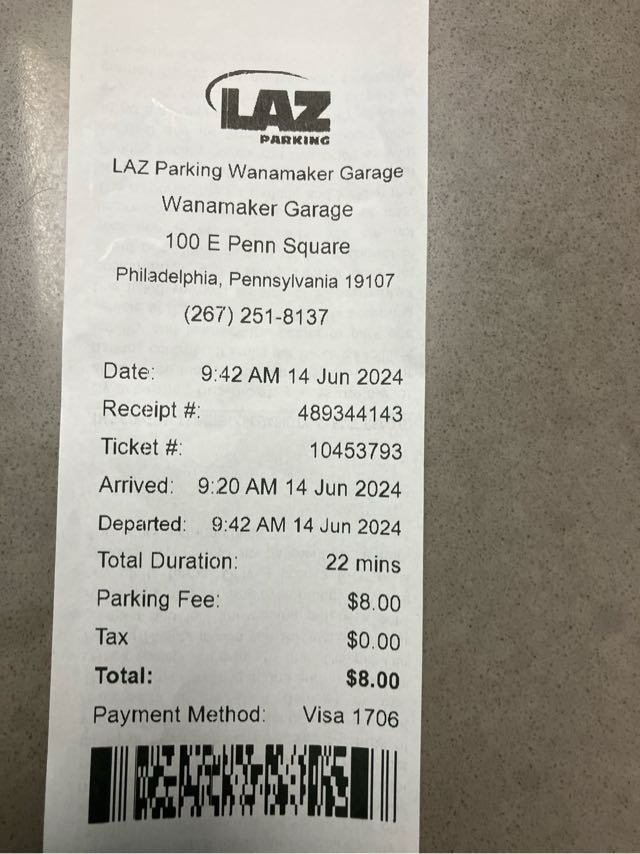 LAZ
PARKING
LAZ Parking Wanamaker Garage
Wanamaker Garage
100 E Penn Square
Philadelphia, Pennsylvania 19107
(267) 251-8137
Date: 9:42 AM 14 Jun 2024
Receipt #: 489344143
Ticket #: 10453793
Arrived: 9:20 AM 14 Jun 2024
Departed: 9:42 AM 14 Jun 2024
Total Duration: 22 mins
Parking Fee: $8.00
Tax $0.00
Total: $8.00
Payment Method: Visa 1706